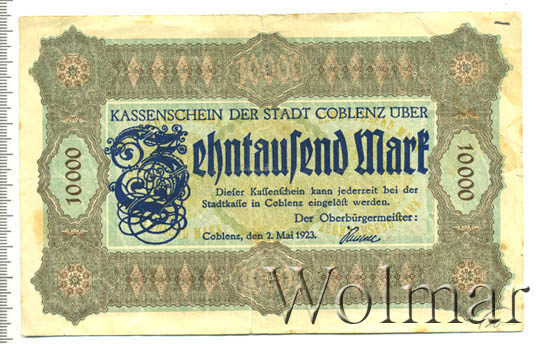 10000
KASSENSCHEIN DER STADT COBLENZ ÜBER
Zehntausend Mark
10000
10000
Dieser Kassenschein kann jederzeit bei der
Stadtkasse in Coblenz eingelöst werden.
Der Oberbürgermeister:
Coblenz, den 2. Mai 1923.
10000
Wolmar